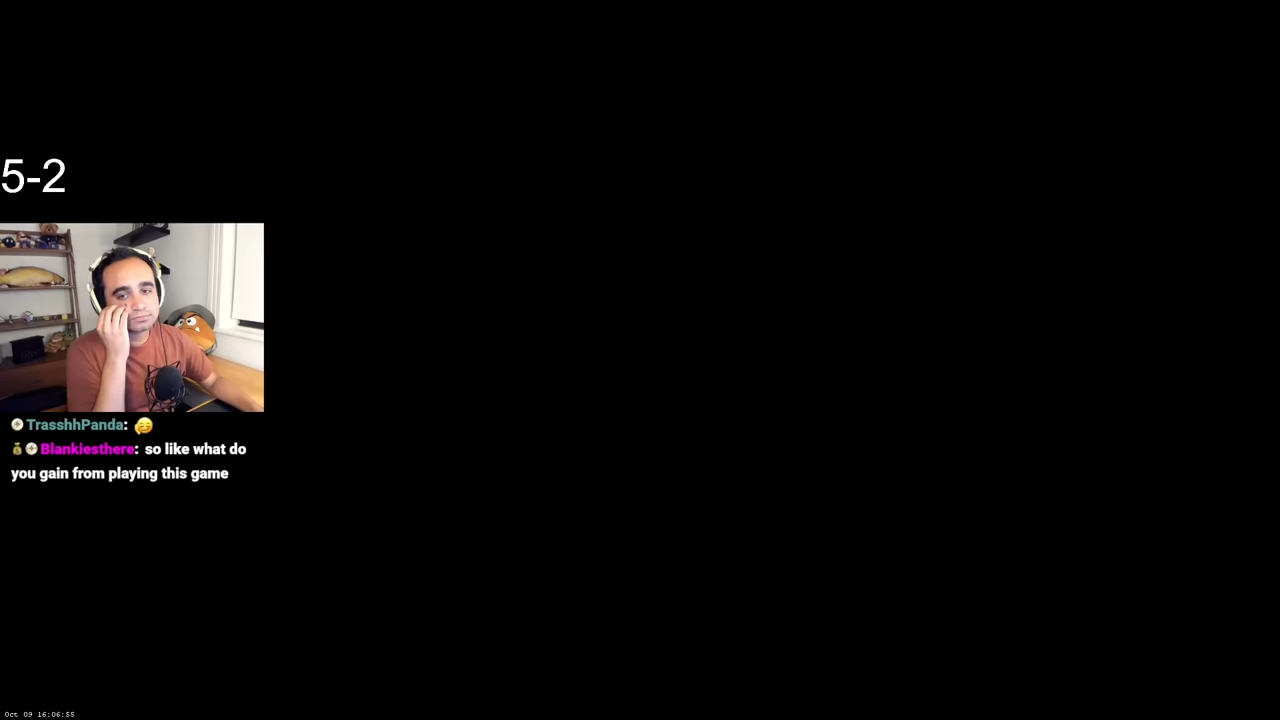 5-2
TrasshhPanda:
Blankiesthere: so like what do
you gain from playing this game
Oct 09 16:06:55